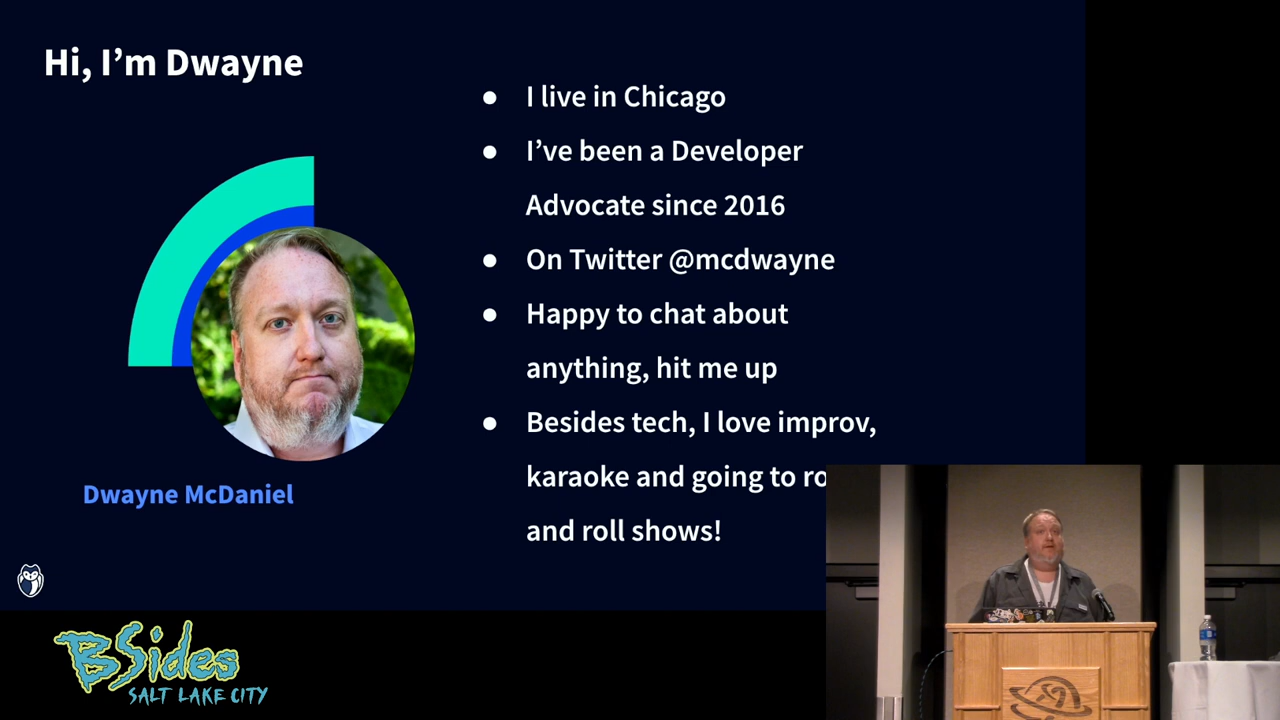 Hi, I’m Dwayne
I live in Chicago
I’ve been a Developer
Advocate since 2016
On Twitter @mcdwayne
Happy to chat about
anything, hit me up
Besides tech, I love improv,
karaoke and going to ro
and roll shows!
Dwayne McDaniel
BSides
SALT LAKE CITY